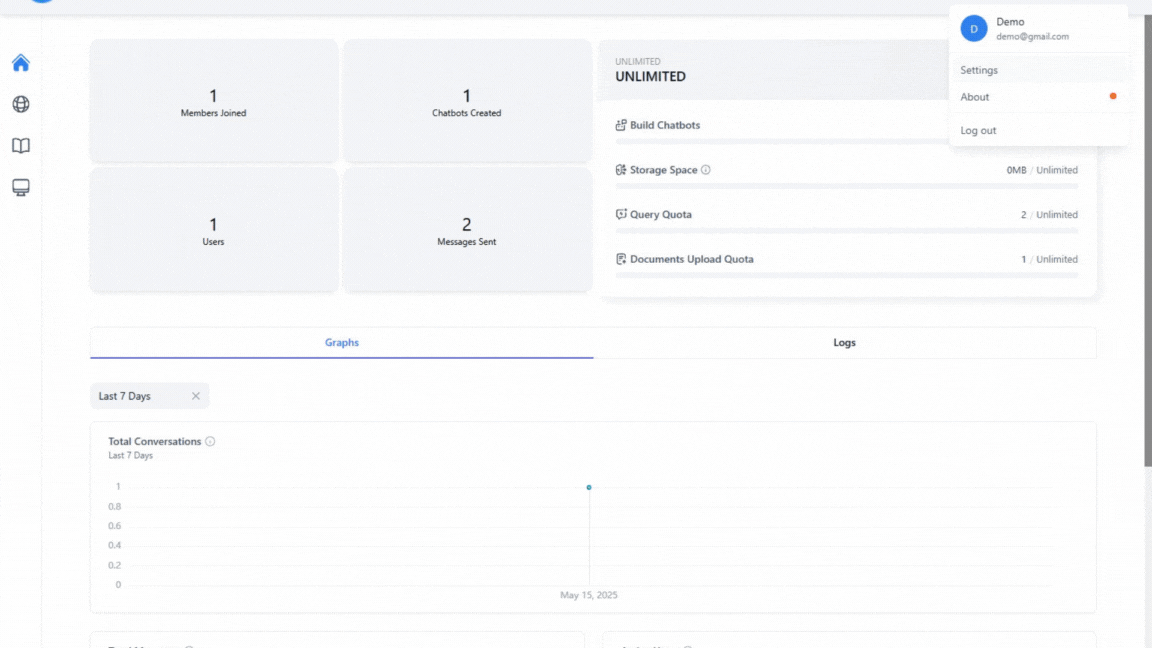 D
Demo
demo@gmail.com
Settings
About
Log out
1
Members Joined
1
Chatbots Created
1
Users
2
Messages Sent
UNLIMITED
UNLIMITED
Build Chatbots
Storage Space
0MB / Unlimited
Query Quota
2 / Unlimited
Documents Upload Quota
1 / Unlimited
Graphs
Logs
Last 7 Days
Total Conversations
Last 7 Days
1
0.8
0.6
0.4
0.2
0
May 15, 2025